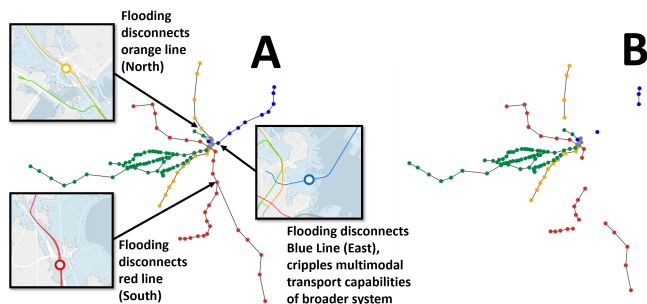 Flooding
disconnects
orange line
(North)
A
B
Flooding
disconnects
red line
(South)
Flooding disconnects
Blue Line (East),
cripples multimodal
transport capabilities
of broader system